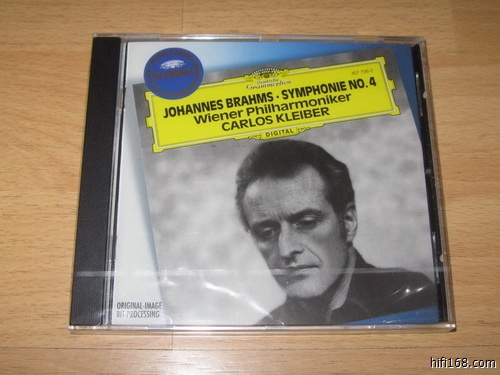 Deutsche
Grammophon
JOHANNES BRAHMS · SYMPHONIE NO. 4
Wiener Philharmoniker
CARLOS KLEIBER
DIGITAL
ORIGINAL-IMAGE
BIT-PROCESSING
hifi168.com